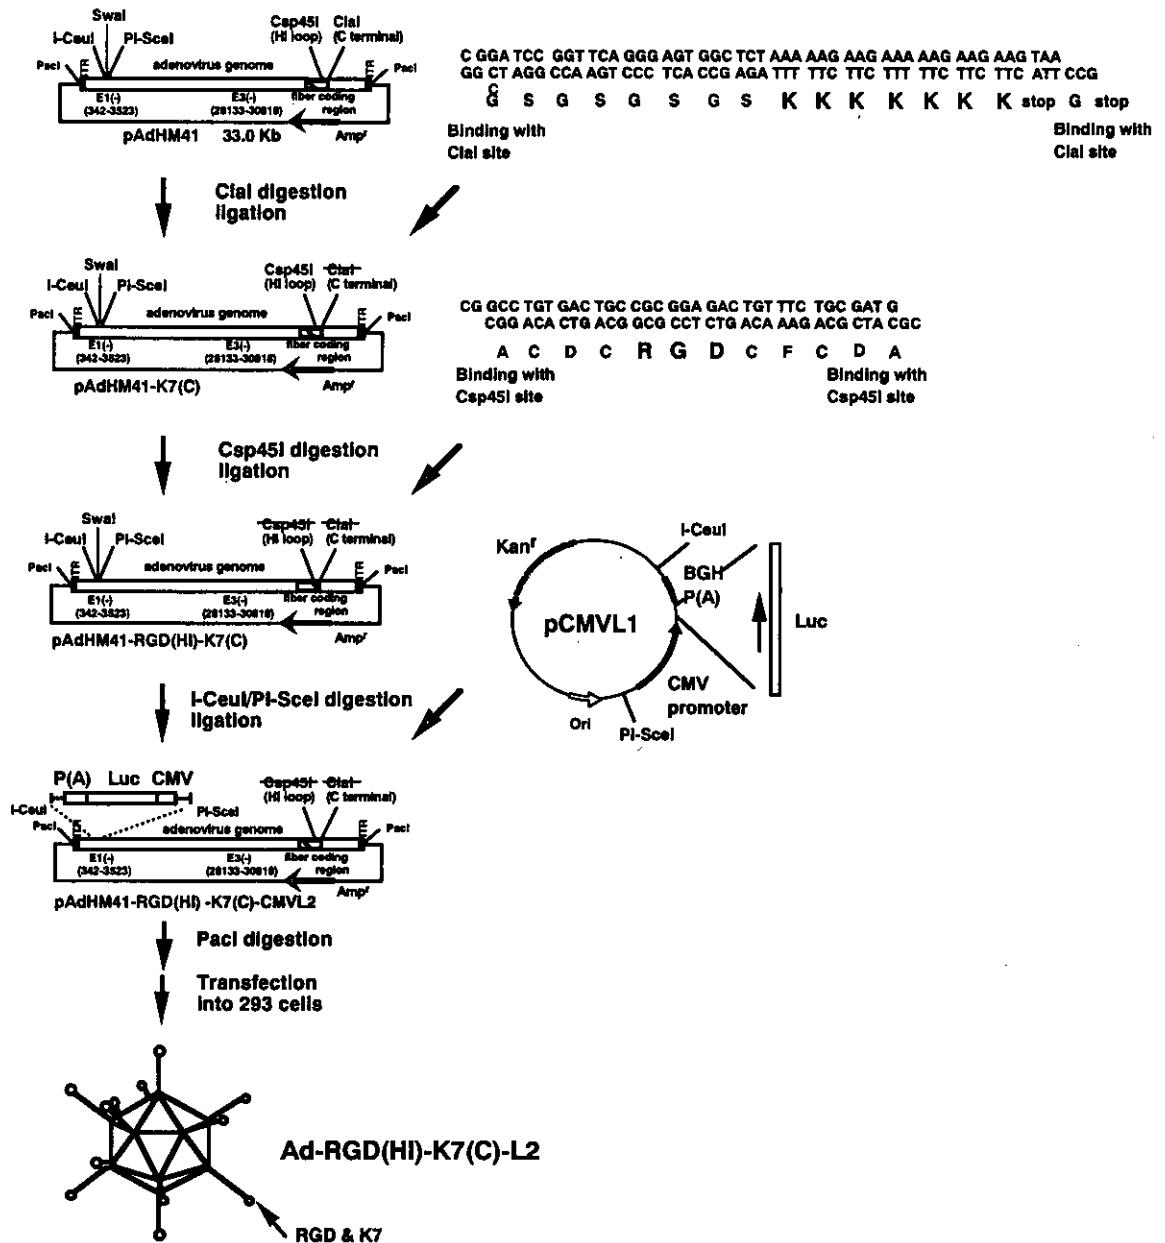 SwaI
I-CeuI PI-SceI
Csp45I ClaI
(HI loop) (C terminal)
PacI ITR adenovirus genome ITR PacI
E1(-) E3(-) fiber coding
(342-3523) (28133-30818) region
pAdHM41 33.0 Kb Ampr
C GGA TCC GGT TCA GGG AGT GGC TCT AAA AAG AAG AAA AAG AAG AAG TAA
GG CT AGG CCA AGT CCC TCA CCG AGA TTT TTC TTC TTT TTC TTC TTC ATT CCG
C
G S G S G S G S K K K K K K K stop G stop
Binding with
ClaI site
Binding with
ClaI site
ClaI digestion
ligation
SwaI
I-CeuI PI-SceI
Csp45I ClaI
(HI loop) (C terminal)
PacI ITR adenovirus genome ITR PacI
E1(-) E3(-) fiber coding
(342-3523) (28133-30818) region
pAdHM41-K7(C) Ampr
CG GCC TGT GAC TGC CGC GGA GAC TGT TTC TGC GAT G
CGG ACA CTG ACG GCG CCT CTG ACA AAG ACG CTA CGC
A C D C R G D C F C D A
Binding with
Csp45I site
Binding with
Csp45I site
Csp45I digestion
ligation
SwaI
I-CeuI PI-SceI
Csp45I ClaI
(HI loop) (C terminal)
PacI ITR adenovirus genome ITR PacI
E1(-) E3(-) fiber coding
(342-3523) (28133-30818) region
pAdHM41-RGD(HI)-K7(C) Ampr
Kanr
I-CeuI
BGH
P(A)
pCMVL1
Luc
CMV
promoter
Ori
PI-SceI
I-CeuI/PI-SceI digestion
ligation
P(A) Luc CMV
I-CeuI PI-SceI
Csp45I ClaI
(HI loop) (C terminal)
PacI ITR adenovirus genome ITR PacI
E1(-) E3(-) fiber coding
(342-3523) (28133-30818) region
pAdHM41-RGD(HI) -K7(C)-CMVL2 Ampr
PacI digestion
Transfection
into 293 cells
Ad-RGD(HI)-K7(C)-L2
RGD & K7